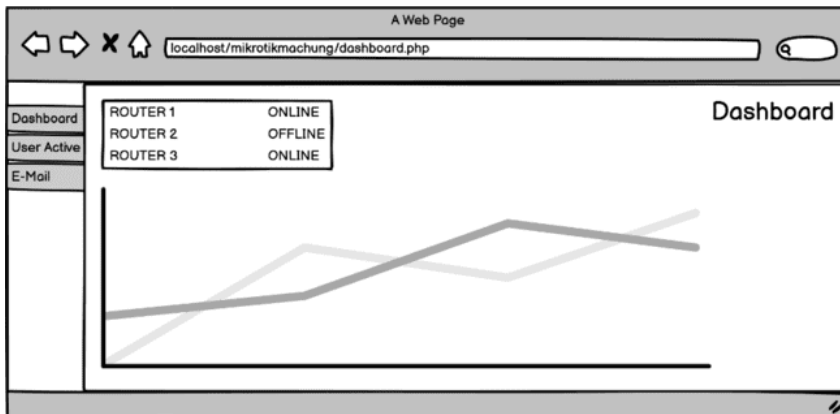 A Web Page
localhost/mikrotikmachung/dashboard.php
Dashboard
User Active
E-Mail
ROUTER 1 ONLINE
ROUTER 2 OFFLINE
ROUTER 3 ONLINE
Dashboard